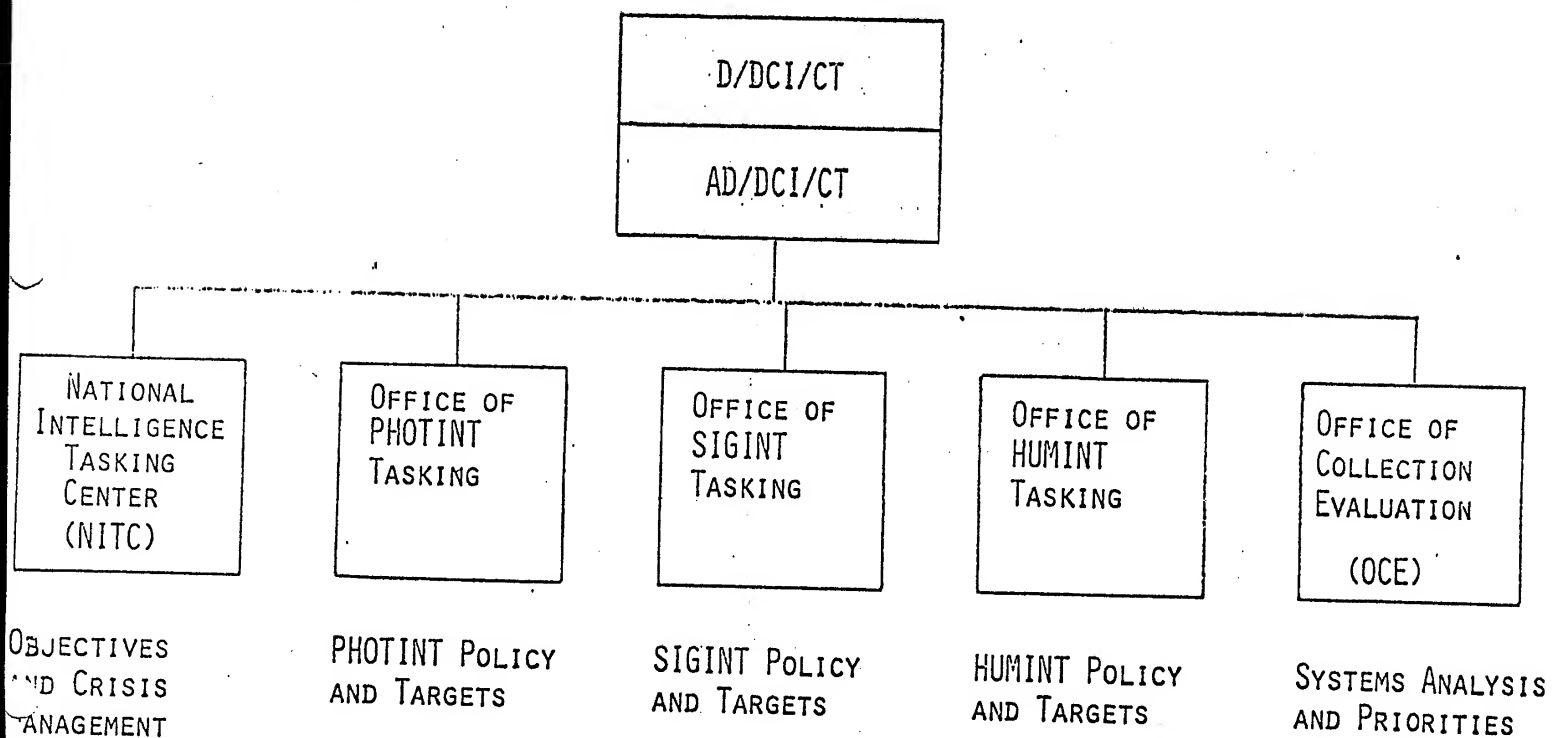 D/DCI/CT
AD/DCI/CT
NATIONAL
INTELLIGENCE
TASKING
CENTER
(NITC)
OFFICE OF
PHOTINT
TASKING
OFFICE OF
SIGINT
TASKING
OFFICE OF
HUMINT
TASKING
OFFICE OF
COLLECTION
EVALUATION
(OCE)
OBJECTIVES
AND CRISIS
MANAGEMENT
PHOTINT POLICY
AND TARGETS
SIGINT POLICY
AND TARGETS
HUMINT POLICY
AND TARGETS
SYSTEMS ANALYSIS
AND PRIORITIES